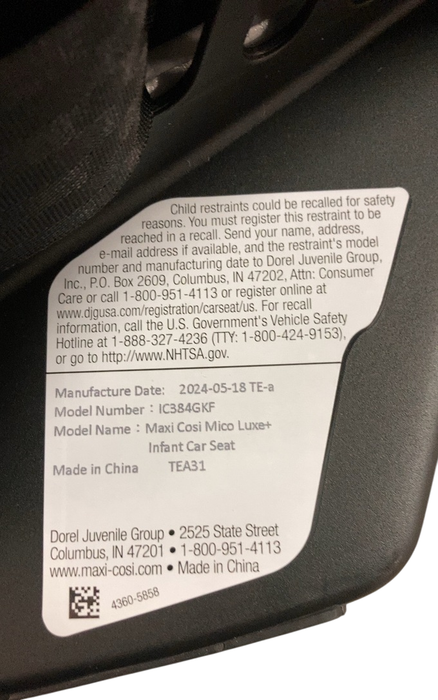 Child restraints could be recalled for safety
reasons. You must register this restraint to be
reached in a recall. Send your name, address,
e-mail address if available, and the restraint's model
number and manufacturing date to Dorel Juvenile Group,
Inc., P.O. Box 2609, Columbus, IN 47202, Attn: Consumer
Care or call 1-800-951-4113 or register online at
www.djgusa.com/registration/carseat/us. For recall
information, call the U.S. Government's Vehicle Safety
Hotline at 1-888-327-4236 (TTY: 1-800-424-9153),
or go to http://www.NHTSA.gov.
Manufacture Date: 2024-05-18 TE-a
Model Number : IC384GKF
Model Name : Maxi Cosi Mico Luxe+
Infant Car Seat
Made in China TEA31
Dorel Juvenile Group • 2525 State Street
Columbus, IN 47201 • 1-800-951-4113
www.maxi-cosi.com • Made in China
4360-5858